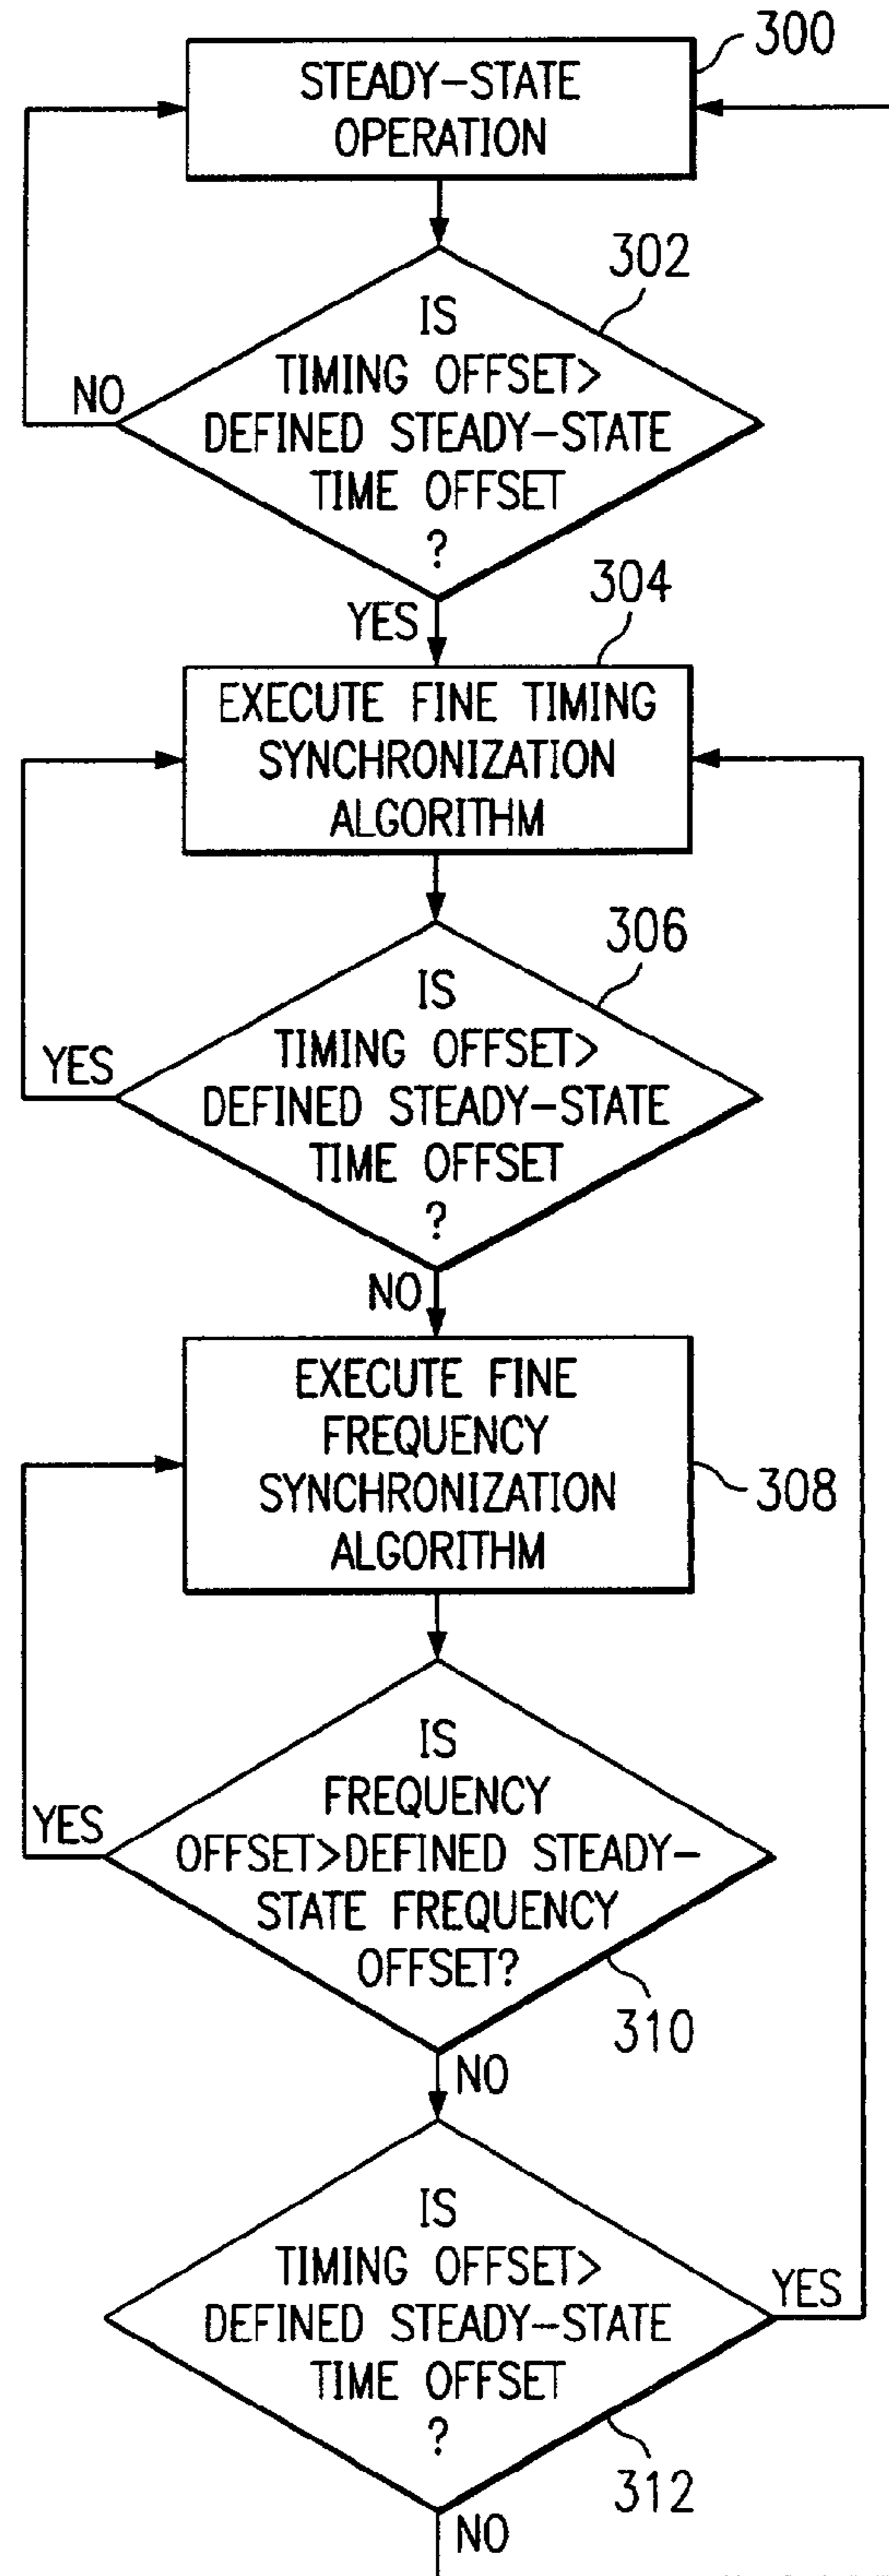 300
STEADY-STATE
OPERATION
302
IS
TIMING OFFSET>
DEFINED STEADY-STATE
TIME OFFSET
?
NO
YES
304
EXECUTE FINE TIMING
SYNCHRONIZATION
ALGORITHM
306
IS
TIMING OFFSET>
DEFINED STEADY-STATE
TIME OFFSET
?
YES
NO
EXECUTE FINE
FREQUENCY
SYNCHRONIZATION
ALGORITHM
308
IS
FREQUENCY
OFFSET>DEFINED STEADY-
STATE FREQUENCY
OFFSET?
YES
310
NO
IS
TIMING OFFSET>
DEFINED STEADY-STATE
TIME OFFSET
?
YES
312
NO